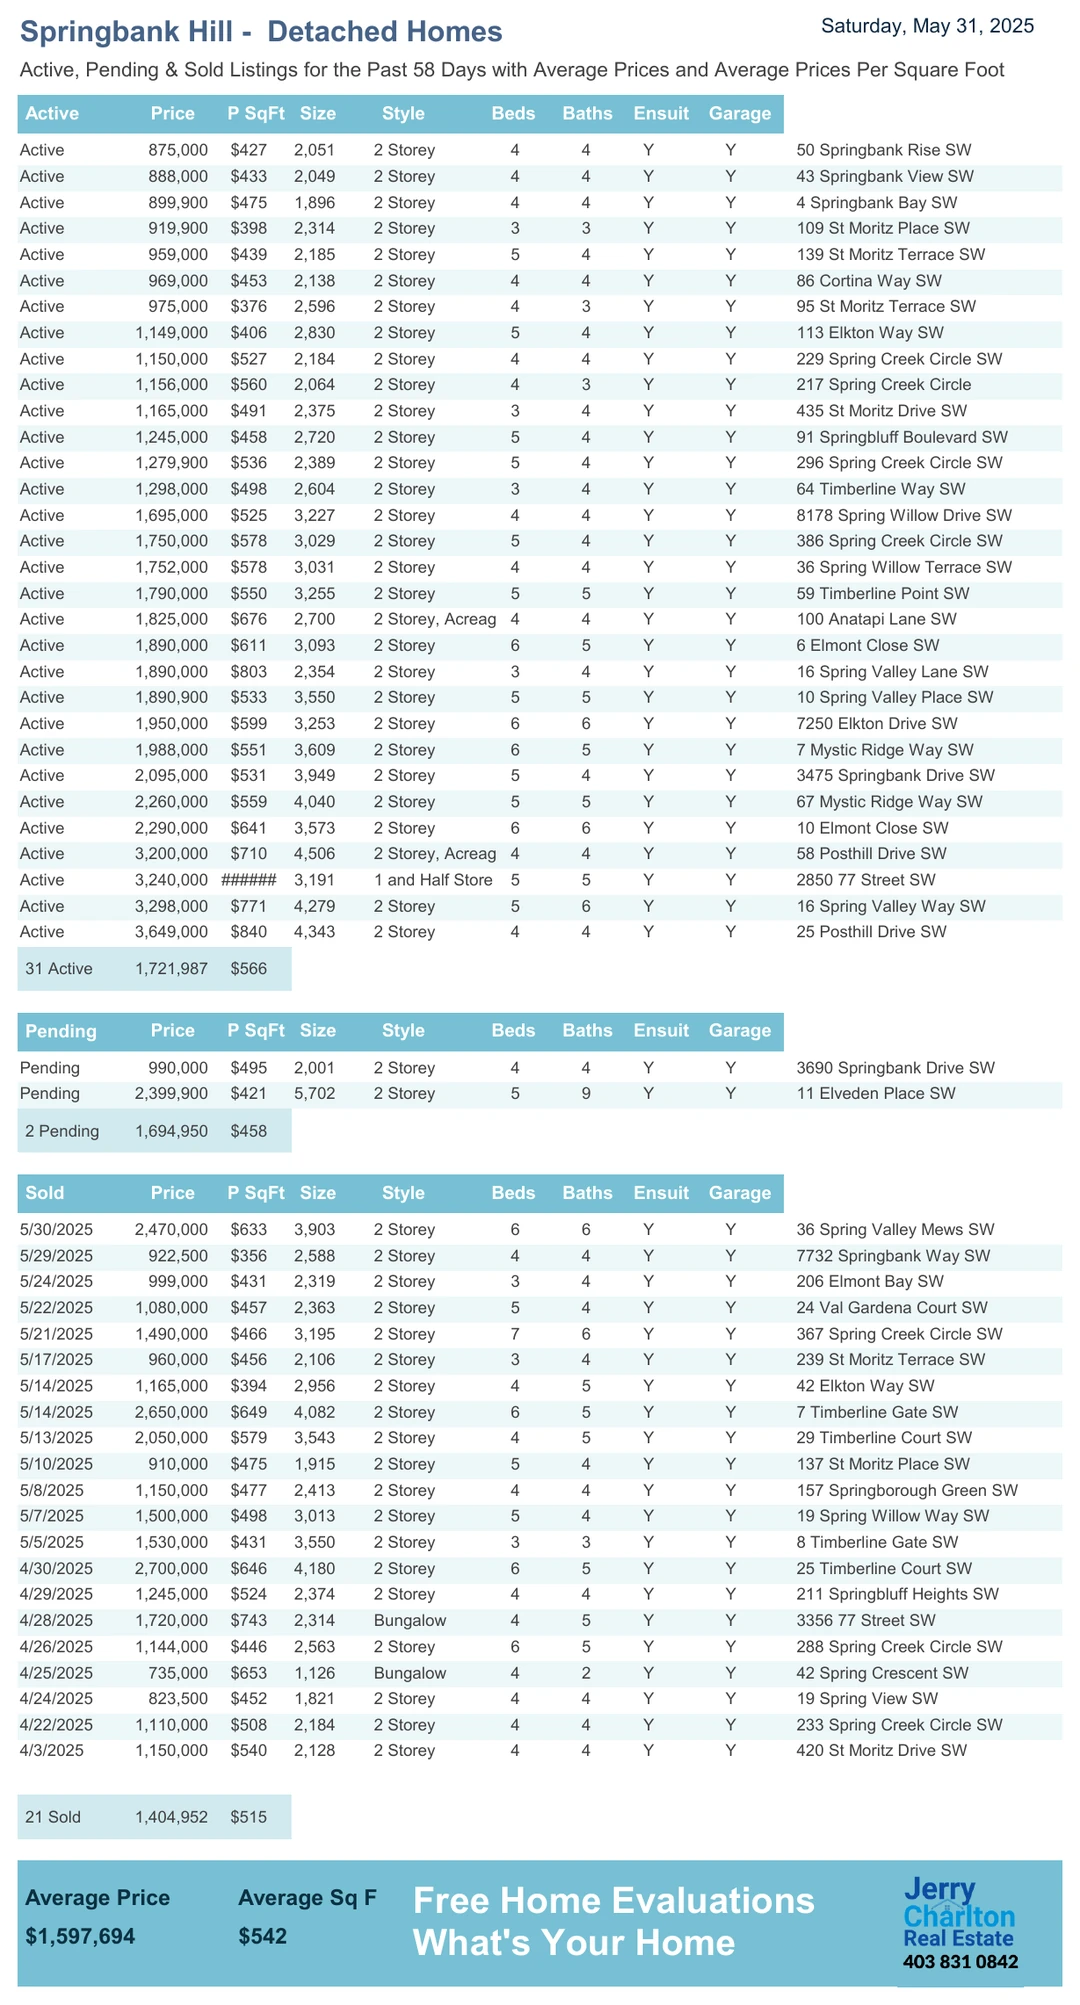 Springbank Hill - Detached Homes
Saturday, May 31, 2025
Active, Pending & Sold Listings for the Past 58 Days with Average Prices and Average Prices Per Square Foot
Active Price P SqFt Size Style Beds Baths Ensuit Garage
Active 875,000 $427 2,051 2 Storey 4 4 Y Y 50 Springbank Rise SW
Active 888,000 $433 2,049 2 Storey 4 4 Y Y 43 Springbank View SW
Active 899,900 $475 1,896 2 Storey 4 4 Y Y 4 Springbank Bay SW
Active 919,900 $398 2,314 2 Storey 3 3 Y Y 109 St Moritz Place SW
Active 959,000 $439 2,185 2 Storey 5 4 Y Y 139 St Moritz Terrace SW
Active 969,000 $453 2,138 2 Storey 4 4 Y Y 86 Cortina Way SW
Active 975,000 $376 2,596 2 Storey 4 3 Y Y 95 St Moritz Terrace SW
Active 1,149,000 $406 2,830 2 Storey 5 4 Y Y 113 Elkton Way SW
Active 1,150,000 $527 2,184 2 Storey 4 4 Y Y 229 Spring Creek Circle SW
Active 1,156,000 $560 2,064 2 Storey 4 3 Y Y 217 Spring Creek Circle
Active 1,165,000 $491 2,375 2 Storey 3 4 Y Y 435 St Moritz Drive SW
Active 1,245,000 $458 2,720 2 Storey 5 4 Y Y 91 Springbluff Boulevard SW
Active 1,279,900 $536 2,389 2 Storey 5 4 Y Y 296 Spring Creek Circle SW
Active 1,298,000 $498 2,604 2 Storey 3 4 Y Y 64 Timberline Way SW
Active 1,695,000 $525 3,227 2 Storey 4 4 Y Y 8178 Spring Willow Drive SW
Active 1,750,000 $578 3,029 2 Storey 5 4 Y Y 386 Spring Creek Circle SW
Active 1,752,000 $578 3,031 2 Storey 4 4 Y Y 36 Spring Willow Terrace SW
Active 1,790,000 $550 3,255 2 Storey 5 5 Y Y 59 Timberline Point SW
Active 1,825,000 $676 2,700 2 Storey, Acreag 4 4 Y Y 100 Anatapi Lane SW
Active 1,890,000 $611 3,093 2 Storey 6 5 Y Y 6 Elmont Close SW
Active 1,890,000 $803 2,354 2 Storey 3 4 Y Y 16 Spring Valley Lane SW
Active 1,890,900 $533 3,550 2 Storey 5 5 Y Y 10 Spring Valley Place SW
Active 1,950,000 $599 3,253 2 Storey 6 6 Y Y 7250 Elkton Drive SW
Active 1,988,000 $551 3,609 2 Storey 6 5 Y Y 7 Mystic Ridge Way SW
Active 2,095,000 $531 3,949 2 Storey 5 4 Y Y 3475 Springbank Drive SW
Active 2,260,000 $559 4,040 2 Storey 5 5 Y Y 67 Mystic Ridge Way SW
Active 2,290,000 $641 3,573 2 Storey 6 6 Y Y 10 Elmont Close SW
Active 3,200,000 $710 4,506 2 Storey, Acreag 4 4 Y Y 58 Posthill Drive SW
Active 3,240,000 ###### 3,191 1 and Half Store 5 5 Y Y 2850 77 Street SW
Active 3,298,000 $771 4,279 2 Storey 5 6 Y Y 16 Spring Valley Way SW
Active 3,649,000 $840 4,343 2 Storey 4 4 Y Y 25 Posthill Drive SW
31 Active 1,721,987 $566
Pending Price P SqFt Size Style Beds Baths Ensuit Garage
Pending 990,000 $495 2,001 2 Storey 4 4 Y Y 3690 Springbank Drive SW
Pending 2,399,900 $421 5,702 2 Storey 5 9 Y Y 11 Elveden Place SW
2 Pending 1,694,950 $458
Sold Price P SqFt Size Style Beds Baths Ensuit Garage
5/30/2025 2,470,000 $633 3,903 2 Storey 6 6 Y Y 36 Spring Valley Mews SW
5/29/2025 922,500 $356 2,588 2 Storey 4 4 Y Y 7732 Springbank Way SW
5/24/2025 999,000 $431 2,319 2 Storey 3 4 Y Y 206 Elmont Bay SW
5/22/2025 1,080,000 $457 2,363 2 Storey 5 4 Y Y 24 Val Gardena Court SW
5/21/2025 1,490,000 $466 3,195 2 Storey 7 6 Y Y 367 Spring Creek Circle SW
5/17/2025 960,000 $456 2,106 2 Storey 3 4 Y Y 239 St Moritz Terrace SW
5/14/2025 1,165,000 $394 2,956 2 Storey 4 5 Y Y 42 Elkton Way SW
5/14/2025 2,650,000 $649 4,082 2 Storey 6 5 Y Y 7 Timberline Gate SW
5/13/2025 2,050,000 $579 3,543 2 Storey 4 5 Y Y 29 Timberline Court SW
5/10/2025 910,000 $475 1,915 2 Storey 5 4 Y Y 137 St Moritz Place SW
5/8/2025 1,150,000 $477 2,413 2 Storey 4 4 Y Y 157 Springborough Green SW
5/7/2025 1,500,000 $498 3,013 2 Storey 5 4 Y Y 19 Spring Willow Way SW
5/5/2025 1,530,000 $431 3,550 2 Storey 3 3 Y Y 8 Timberline Gate SW
4/30/2025 2,700,000 $646 4,180 2 Storey 6 5 Y Y 25 Timberline Court SW
4/29/2025 1,245,000 $524 2,374 2 Storey 4 4 Y Y 211 Springbluff Heights SW
4/28/2025 1,720,000 $743 2,314 Bungalow 4 5 Y Y 3356 77 Street SW
4/26/2025 1,144,000 $446 2,563 2 Storey 6 5 Y Y 288 Spring Creek Circle SW
4/25/2025 735,000 $653 1,126 Bungalow 4 2 Y Y 42 Spring Crescent SW
4/24/2025 823,500 $452 1,821 2 Storey 4 4 Y Y 19 Spring View SW
4/22/2025 1,110,000 $508 2,184 2 Storey 4 4 Y Y 233 Spring Creek Circle SW
4/3/2025 1,150,000 $540 2,128 2 Storey 4 4 Y Y 420 St Moritz Drive SW
21 Sold 1,404,952 $515
Average Price Average Sq F
$1,597,694 $542
Free Home Evaluations
What's Your Home
Jerry
Charlton
Real Estate
403 831 0842